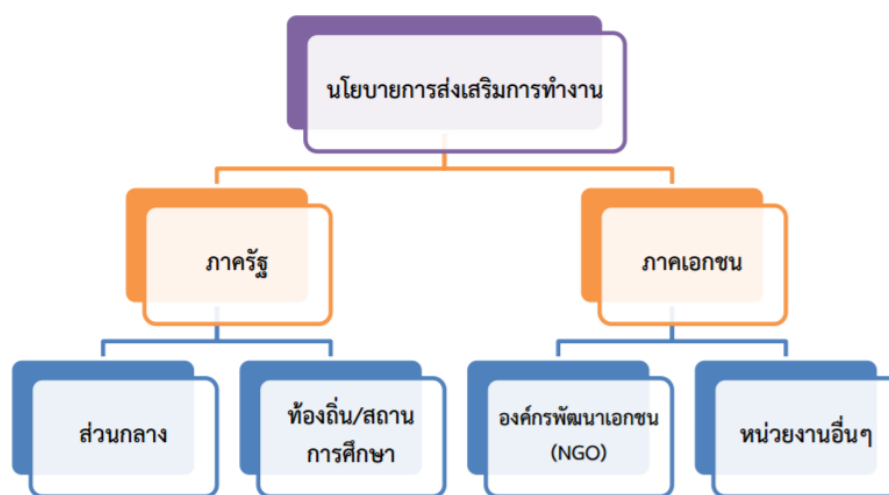 นโยบายการส่งเสริมการทำงาน
ภาครัฐ
ภาคเอกชน
ส่วนกลาง
ท้องถิ่น/สถาน
การศึกษา
องค์กรพัฒนาเอกชน
(NGO)
หน่วยงานอื่นๆ